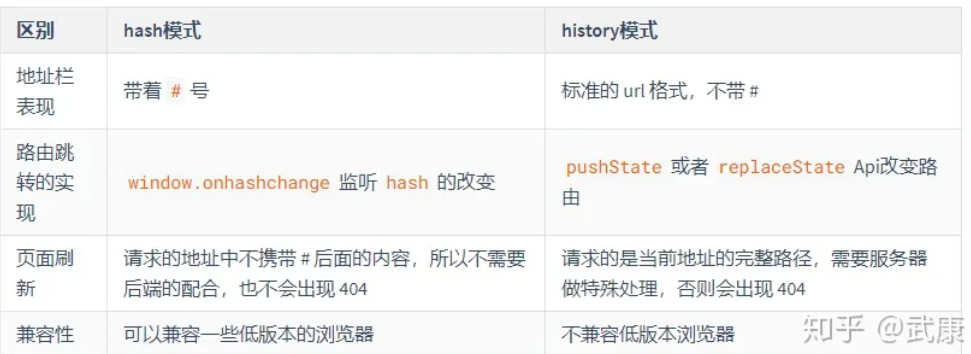 区别 hash模式 history模式
地址栏
表现
带着 # 号
标准的 url 格式，不带 #
路由跳
转的实
现
window.onhashchange 监听 hash 的改变
pushState 或者 replaceState Api改变路
由
页面刷
新
请求的地址中不携带 # 后面的内容，所以不需要
后端的配合，也不会出现 404
请求的是当前地址的完整路径，需要服务器
做特殊处理，否则会出现 404
兼容性 可以兼容一些低版本的浏览器 不兼容低版本浏览器
知乎 @武康